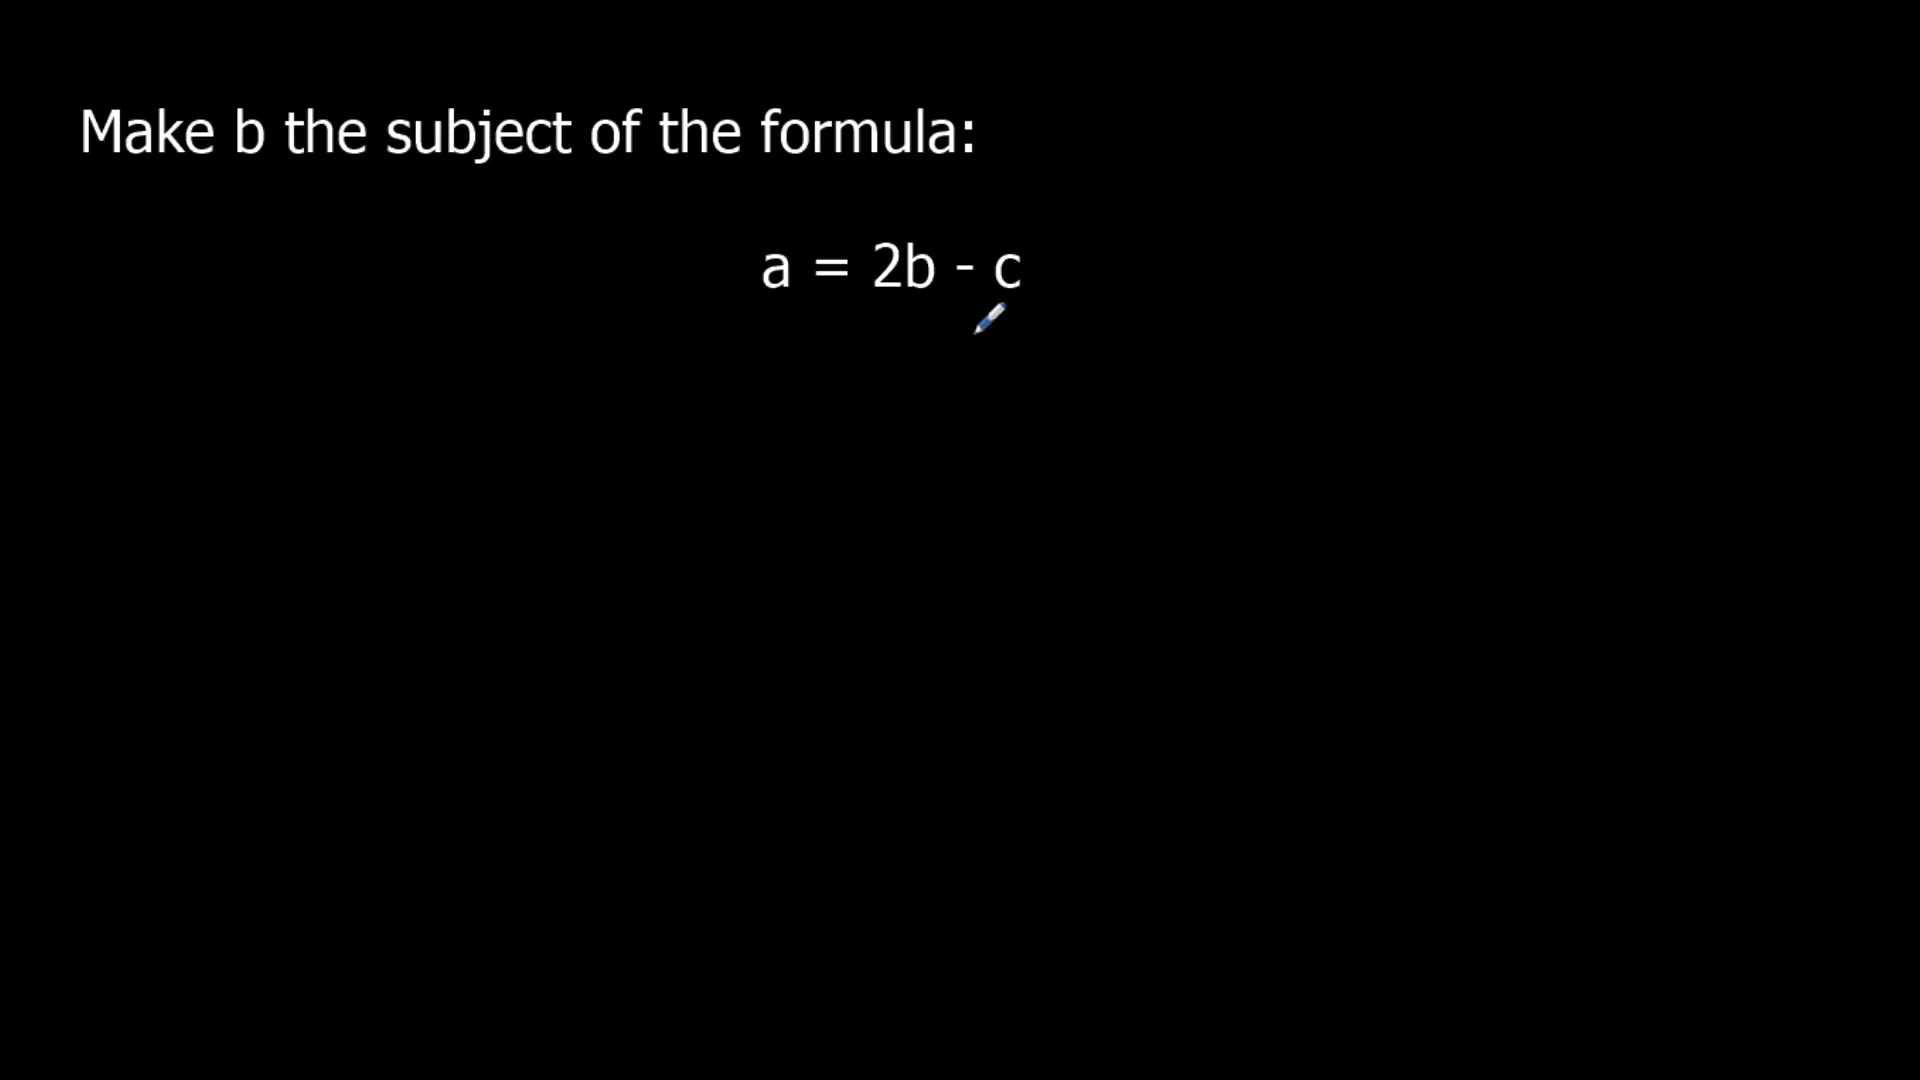 Make b the subject of the formula:
a = 2b - c